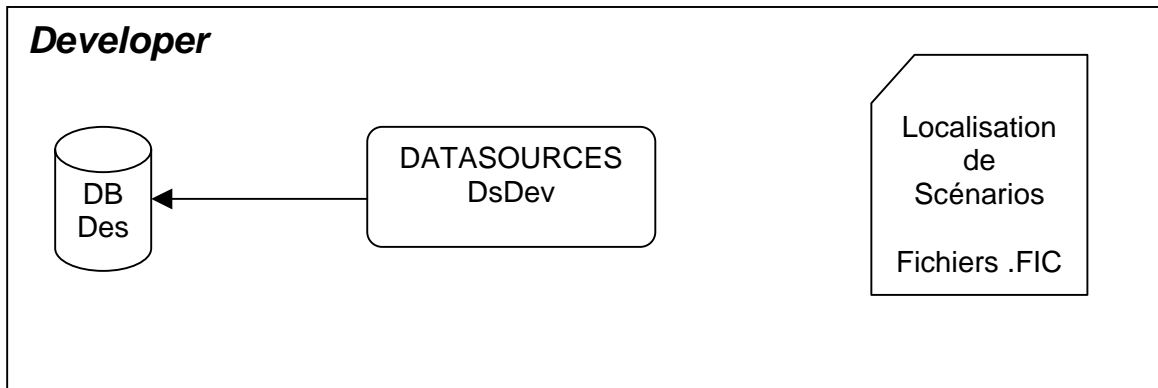 Developer
DB
Des
DATASOURCES
DsDev
Localisation
de
Scénarios
Fichiers .FIC